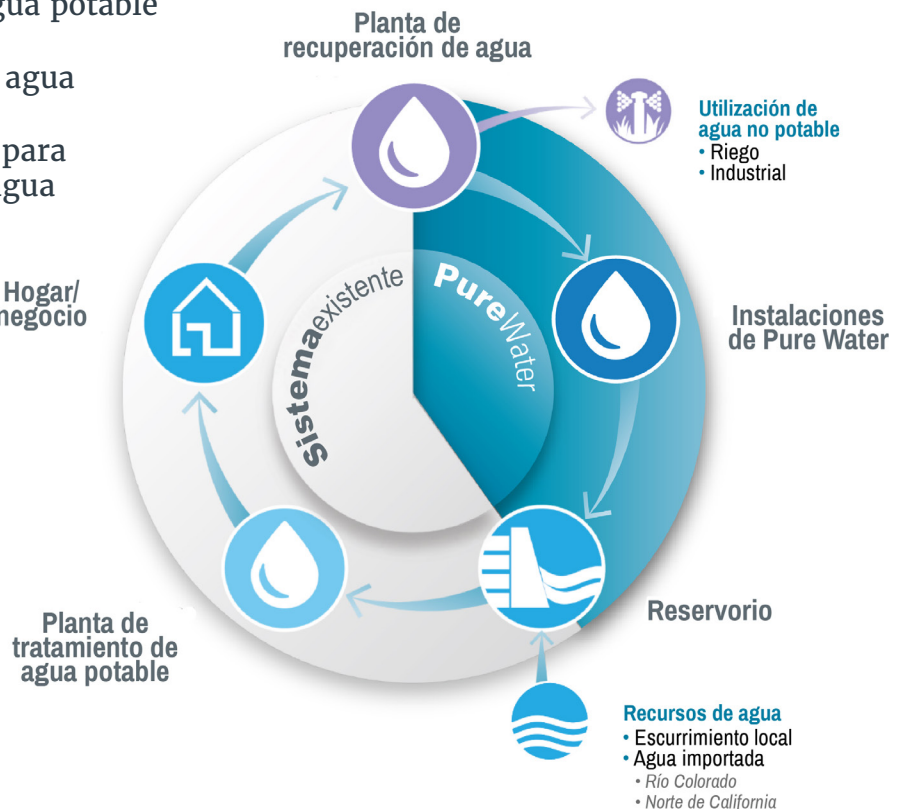 agua potable
agua
para
agua
Planta de
recuperación de agua
Utilización de
agua no potable
• Riego
• Industrial
Hogar/
negocio
Sistemaexistente
PureWater
Instalaciones
de Pure Water
Planta de
tratamiento de
agua potable
Reservorio
Recursos de agua
• Escurrimiento local
• Agua importada
• Río Colorado
• Norte de California